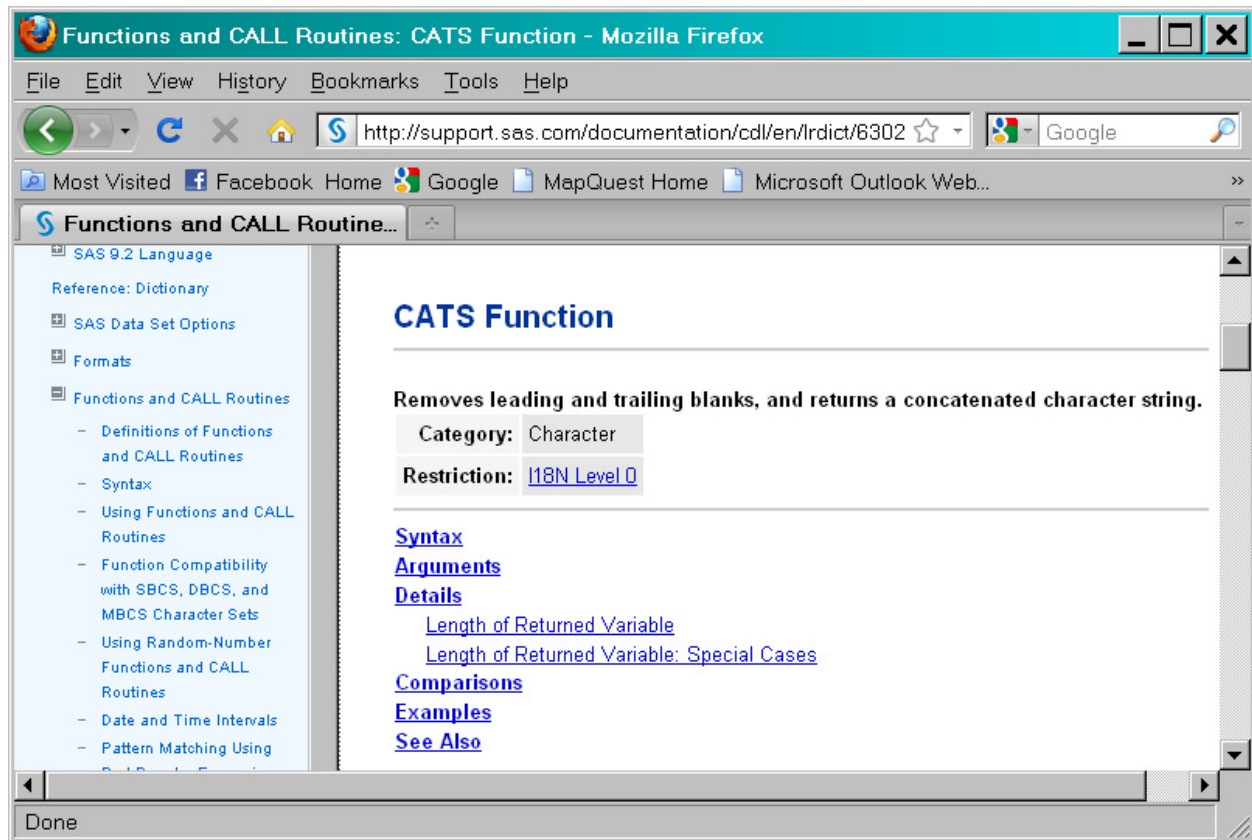 Functions and CALL Routines: CATS Function - Mozilla Firefox
File Edit View History Bookmarks Tools Help
http://support.sas.com/documentation/cdl/en/lrdict/6302 Google
Most Visited Facebook Home Google MapQuest Home Microsoft Outlook Web... »
Functions and CALL Routine...
SAS 9.2 Language
Reference: Dictionary
SAS Data Set Options
Formats
Functions and CALL Routines
– Definitions of Functions
and CALL Routines
– Syntax
– Using Functions and CALL
Routines
– Function Compatibility
with SBCS, DBCS, and
MBCS Character Sets
– Using Random-Number
Functions and CALL
Routines
– Date and Time Intervals
– Pattern Matching Using
CATS Function
Removes leading and trailing blanks, and returns a concatenated character string.
Category: Character
Restriction: I18N Level 0
Syntax
Arguments
Details
Length of Returned Variable
Length of Returned Variable: Special Cases
Comparisons
Examples
See Also
Done